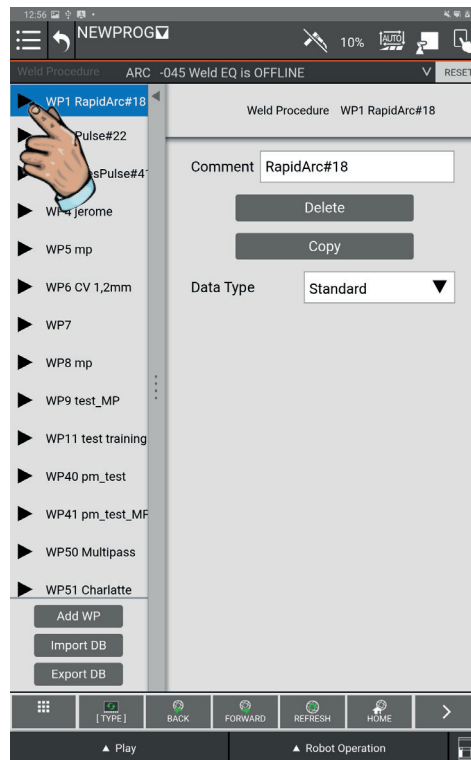 12:56
NEWPROG
10%
AUTO
Weld Procedure ARC -045 Weld EQ is OFFLINE
RESET
WP1 RapidArc#18
Pulse#22
esPulse#4
WP4 jerome
WP5 mp
WP6 CV 1,2mm
WP7
WP8 mp
WP9 test_MP
WP11 test training
WP40 pm_test
WP41 pm_test_MP
WP50 Multipass
WP51 Charlatte
Add WP
Import DB
Export DB
Weld Procedure WP1 RapidArc#18
Comment RapidArc#18
Delete
Copy
Data Type Standard
[ TYPE ]
BACK
FORWARD
REFRESH
HOME
Play
Robot Operation